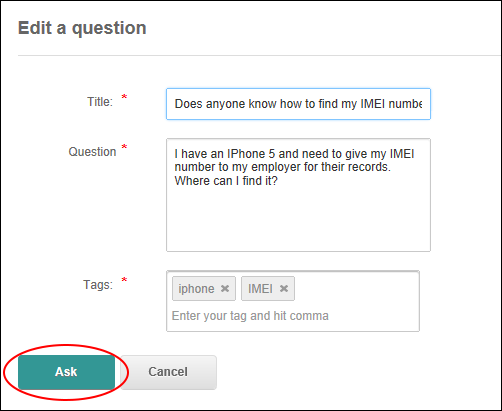 Edit a question
Title: *
Does anyone know how to find my IMEI numbe
Question *
I have an IPhone 5 and need to give my IMEI
number to my employer for their records.
Where can I find it?
Tags: *
iphone ✖ IMEI ✖
Enter your tag and hit comma
Ask Cancel